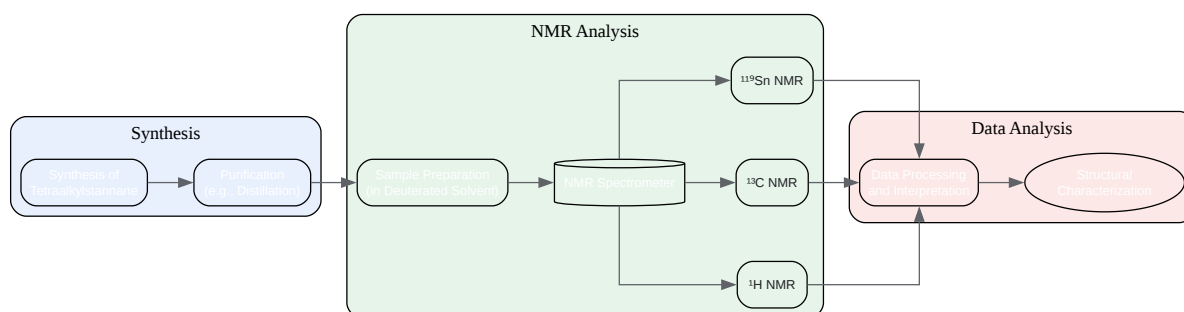 NMR Analysis
¹¹⁹Sn NMR
Synthesis
Data Analysis
Synthesis of
Tetraalkylstannane
Purification
(e.g., Distillation)
Sample Preparation
(in Deuterated Solvent)
NMR Spectrometer
¹³C NMR
Data Processing
and Interpretation
Structural
Characterization
¹H NMR